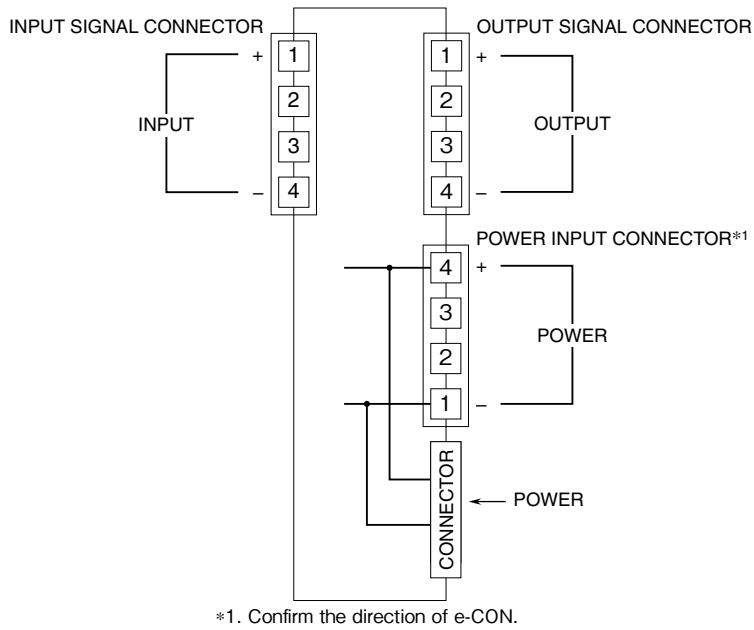 INPUT SIGNAL CONNECTOR
+ 1
2
INPUT
3
– 4
OUTPUT SIGNAL CONNECTOR
1 +
2
OUTPUT
3
4 –
POWER INPUT CONNECTOR*1
4 +
3
POWER
2
1 –
CONNECTOR
POWER
*1. Confirm the direction of e-CON.